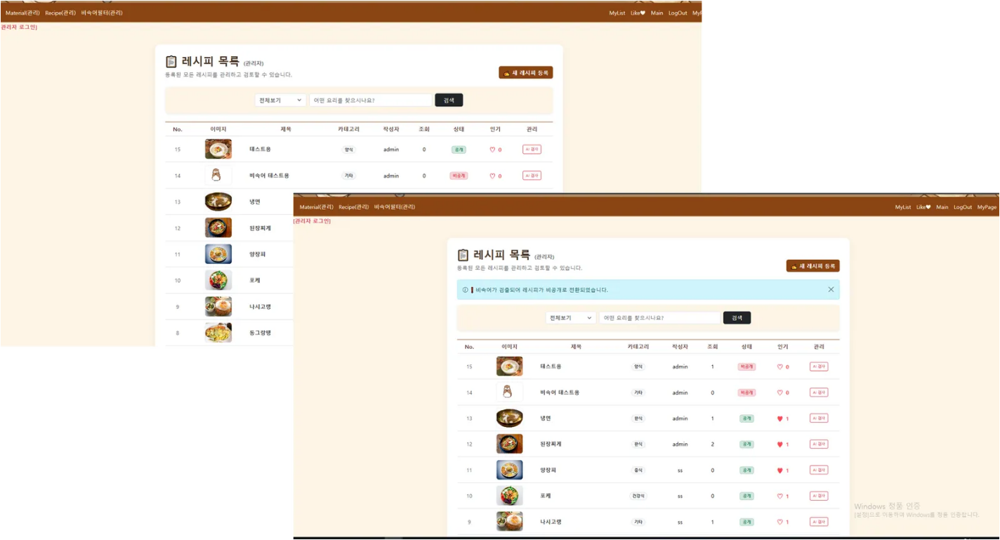 Material(관리) Recipe(관리) 비속어필터(관리) MyList Like♥ Main LogOut
관리자 로그인]
레시피 목록 (관리자)
등록된 모든 레시피를 관리하고 검토할 수 있습니다.
새 레시피 등록
전체보기 어떤 요리를 찾으시나요? 검색
No. 이미지 제목 카테고리 작성자 조회 상태 인기 관리
15 테스트용 양식 admin 0 공개 ♡ 0 AI 검사
14 비속어 테스트용 기타 admin 0 비공개 ♡ 0 AI 검사
13 냉면
12 된장찌개
11 양장피
10 포케
9 나시고랭
8 동그랑땡
Material(관리) Recipe(관리) 비속어필터(관리) MyList Like♥ Main LogOut MyPage
[관리자 로그인]
레시피 목록 (관리자)
등록된 모든 레시피를 관리하고 검토할 수 있습니다.
새 레시피 등록
비속어가 검출되어 레시피가 비공개로 전환되었습니다.
전체보기 어떤 요리를 찾으시나요? 검색
No. 이미지 제목 카테고리 작성자 조회 상태 인기 관리
15 테스트용 양식 admin 1 비공개 ♡ 0 AI 검사
14 비속어 테스트용 기타 admin 0 비공개 ♡ 0 AI 검사
13 냉면 한식 admin 1 공개 ♥ 1 AI 검사
12 된장찌개 한식 admin 2 공개 ♥ 1 AI 검사
11 양장피 중식 ss 0 공개 ♥ 1 AI 검사
10 포케 건강식 ss 0 공개 ♡ 1 AI 검사
9 나시고랭 기타 ss 1 공개 ♡ 1 AI 검사
Windows 정품 인증
[설정]으로 이동하여 Windows를 정품 인증합니다.